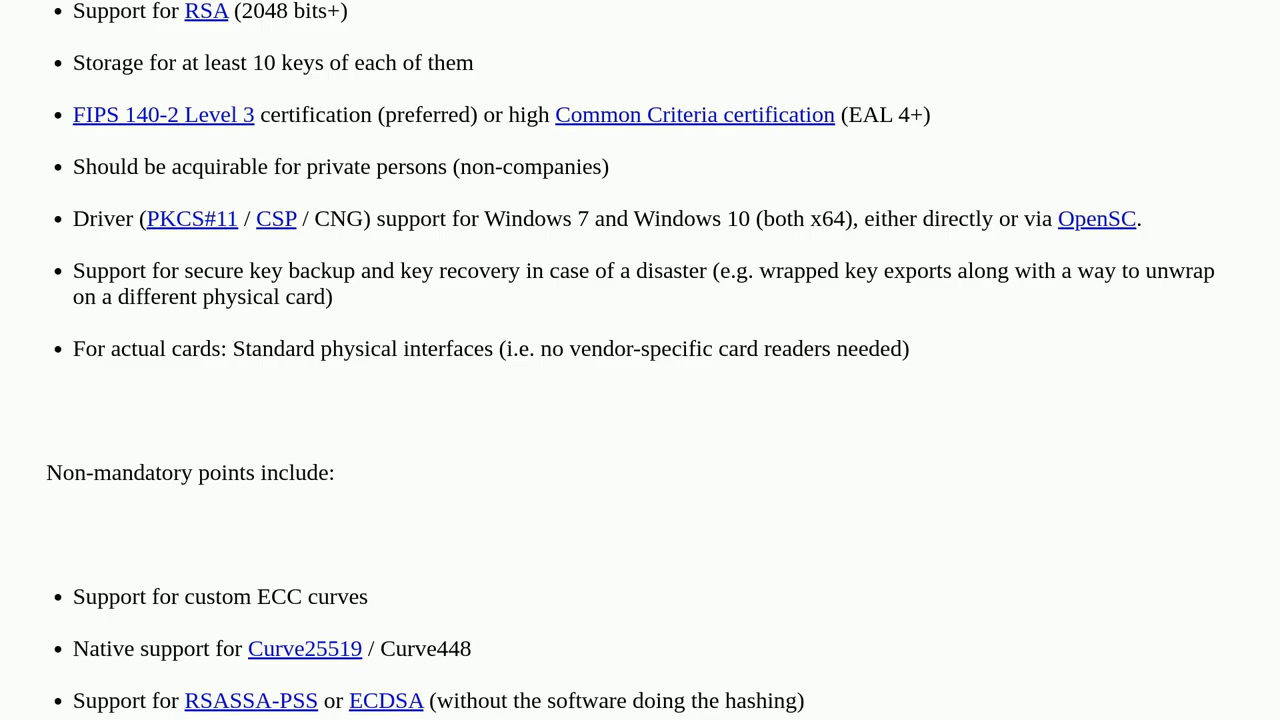 • Support for RSA (2048 bits+)
• Storage for at least 10 keys of each of them
• FIPS 140-2 Level 3 certification (preferred) or high Common Criteria certification (EAL 4+)
• Should be acquirable for private persons (non-companies)
• Driver (PKCS#11 / CSP / CNG) support for Windows 7 and Windows 10 (both x64), either directly or via OpenSC.
• Support for secure key backup and key recovery in case of a disaster (e.g. wrapped key exports along with a way to unwrap
on a different physical card)
• For actual cards: Standard physical interfaces (i.e. no vendor-specific card readers needed)
Non-mandatory points include:
• Support for custom ECC curves
• Native support for Curve25519 / Curve448
• Support for RSASSA-PSS or ECDSA (without the software doing the hashing)